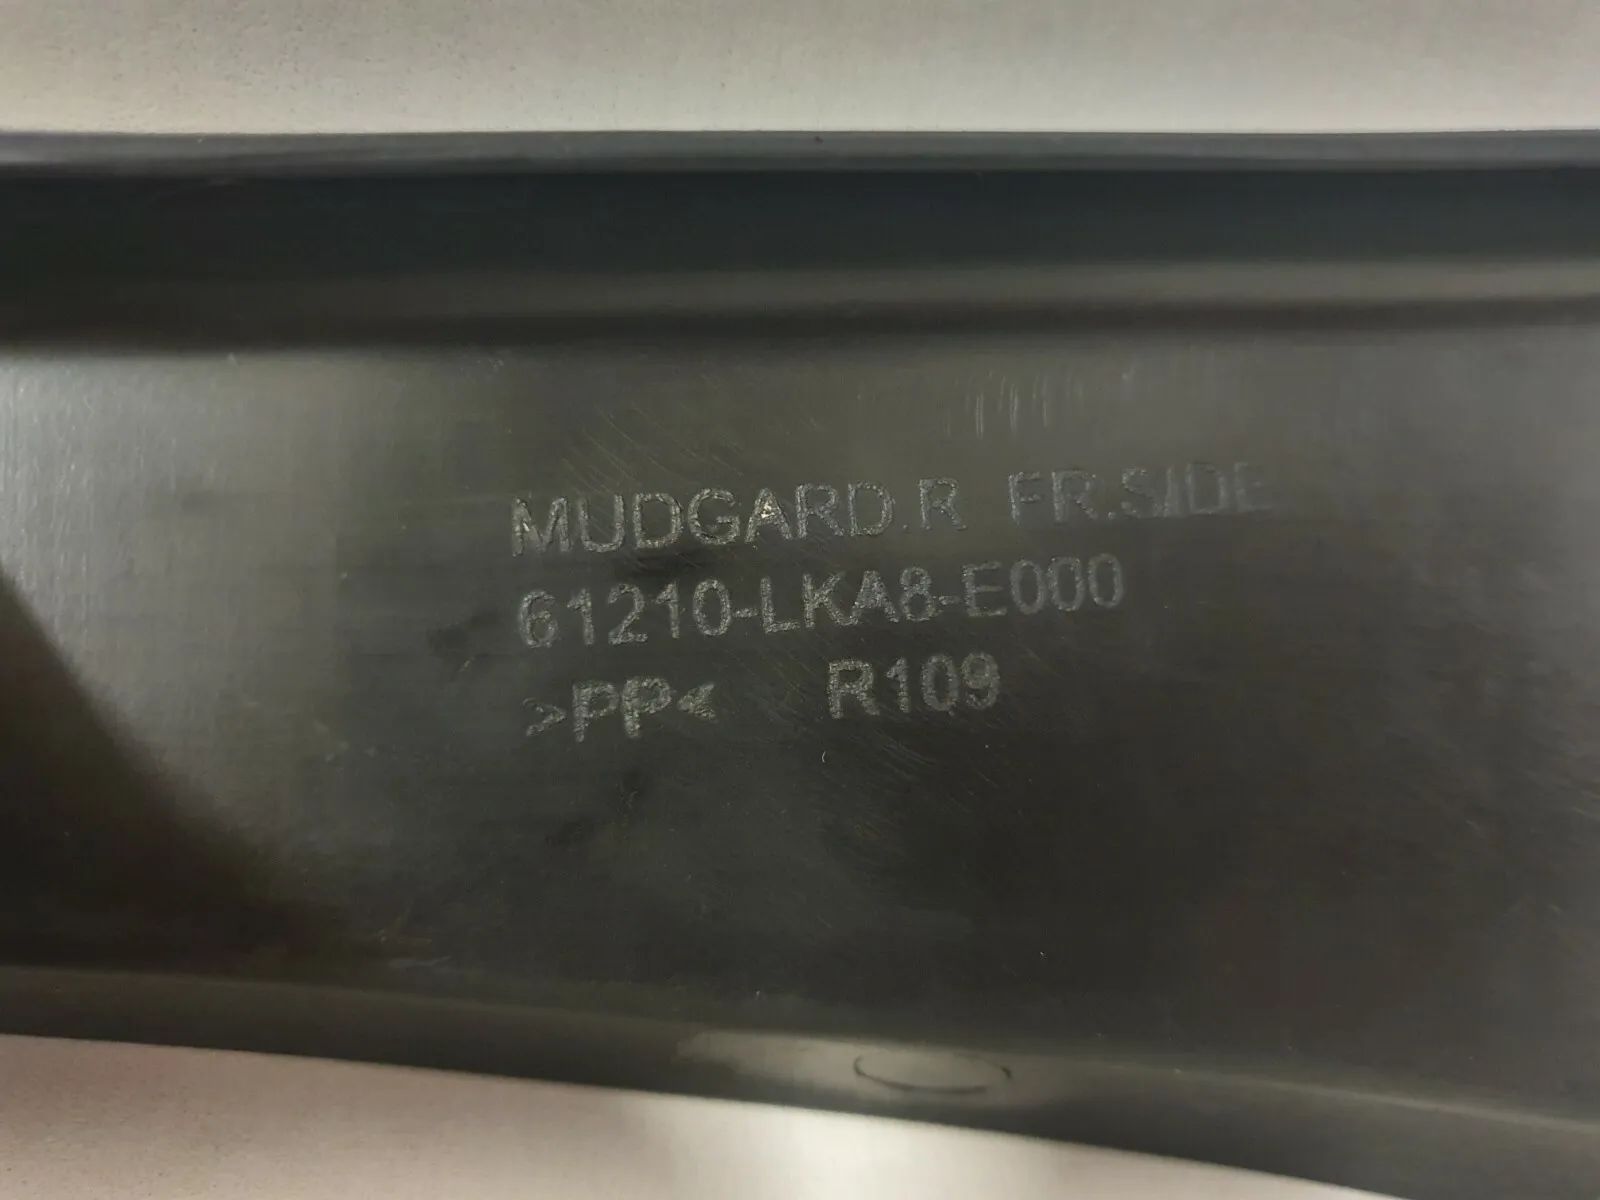 MUDGARD.R FR.SIDE
61210-LKA8-E000
>PP< R109